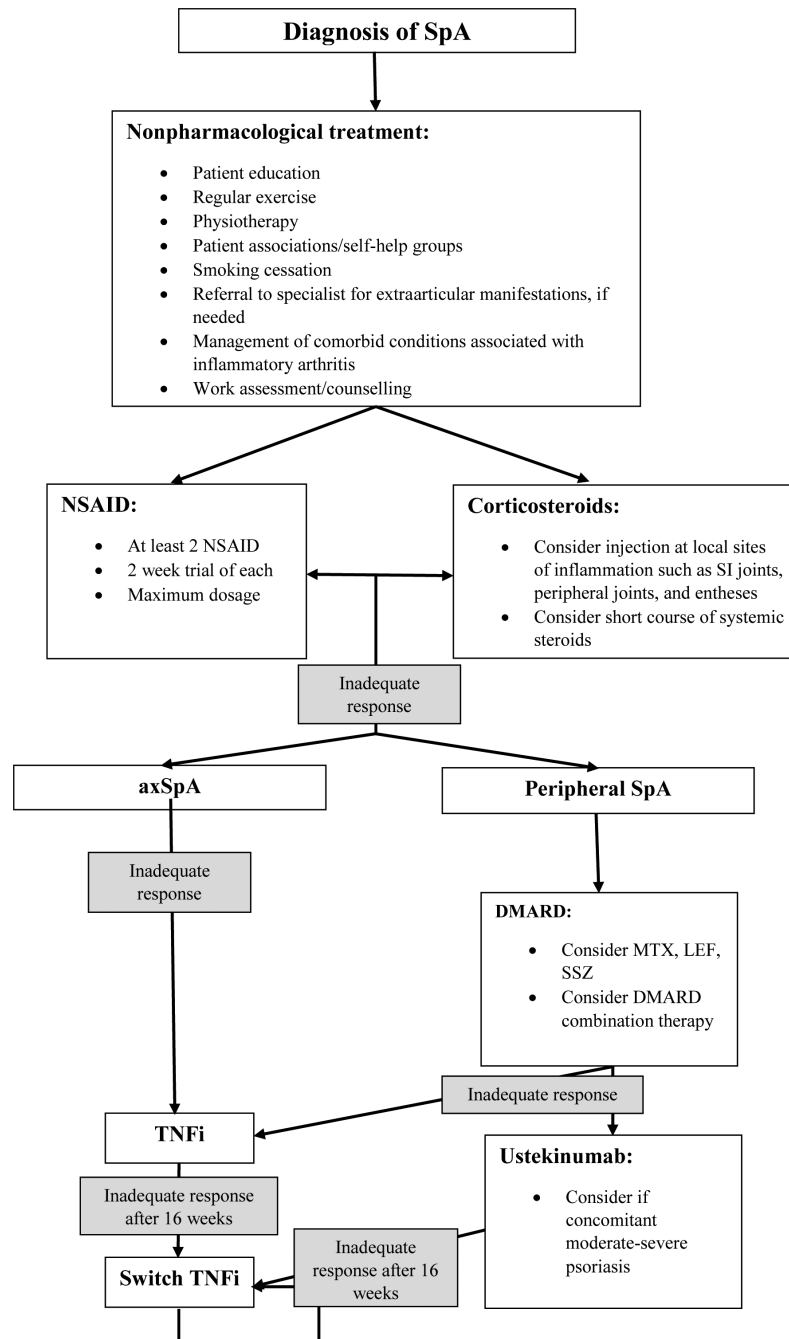 Diagnosis of SpA
Nonpharmacological treatment:
• Patient education
• Regular exercise
• Physiotherapy
• Patient associations/self-help groups
• Smoking cessation
• Referral to specialist for extraarticular manifestations, if
needed
• Management of comorbid conditions associated with
inflammatory arthritis
• Work assessment/counselling
NSAID:
• At least 2 NSAID
• 2 week trial of each
• Maximum dosage
Corticosteroids:
• Consider injection at local sites
of inflammation such as SI joints,
peripheral joints, and entheses
• Consider short course of systemic
steroids
Inadequate
response
axSpA
Peripheral SpA
Inadequate
response
DMARD:
• Consider MTX, LEF,
SSZ
• Consider DMARD
combination therapy
Inadequate response
TNFi
Ustekinumab:
• Consider if
concomitant
moderate-severe
psoriasis
Inadequate response
after 16 weeks
Inadequate
response after 16
weeks
Switch TNFi